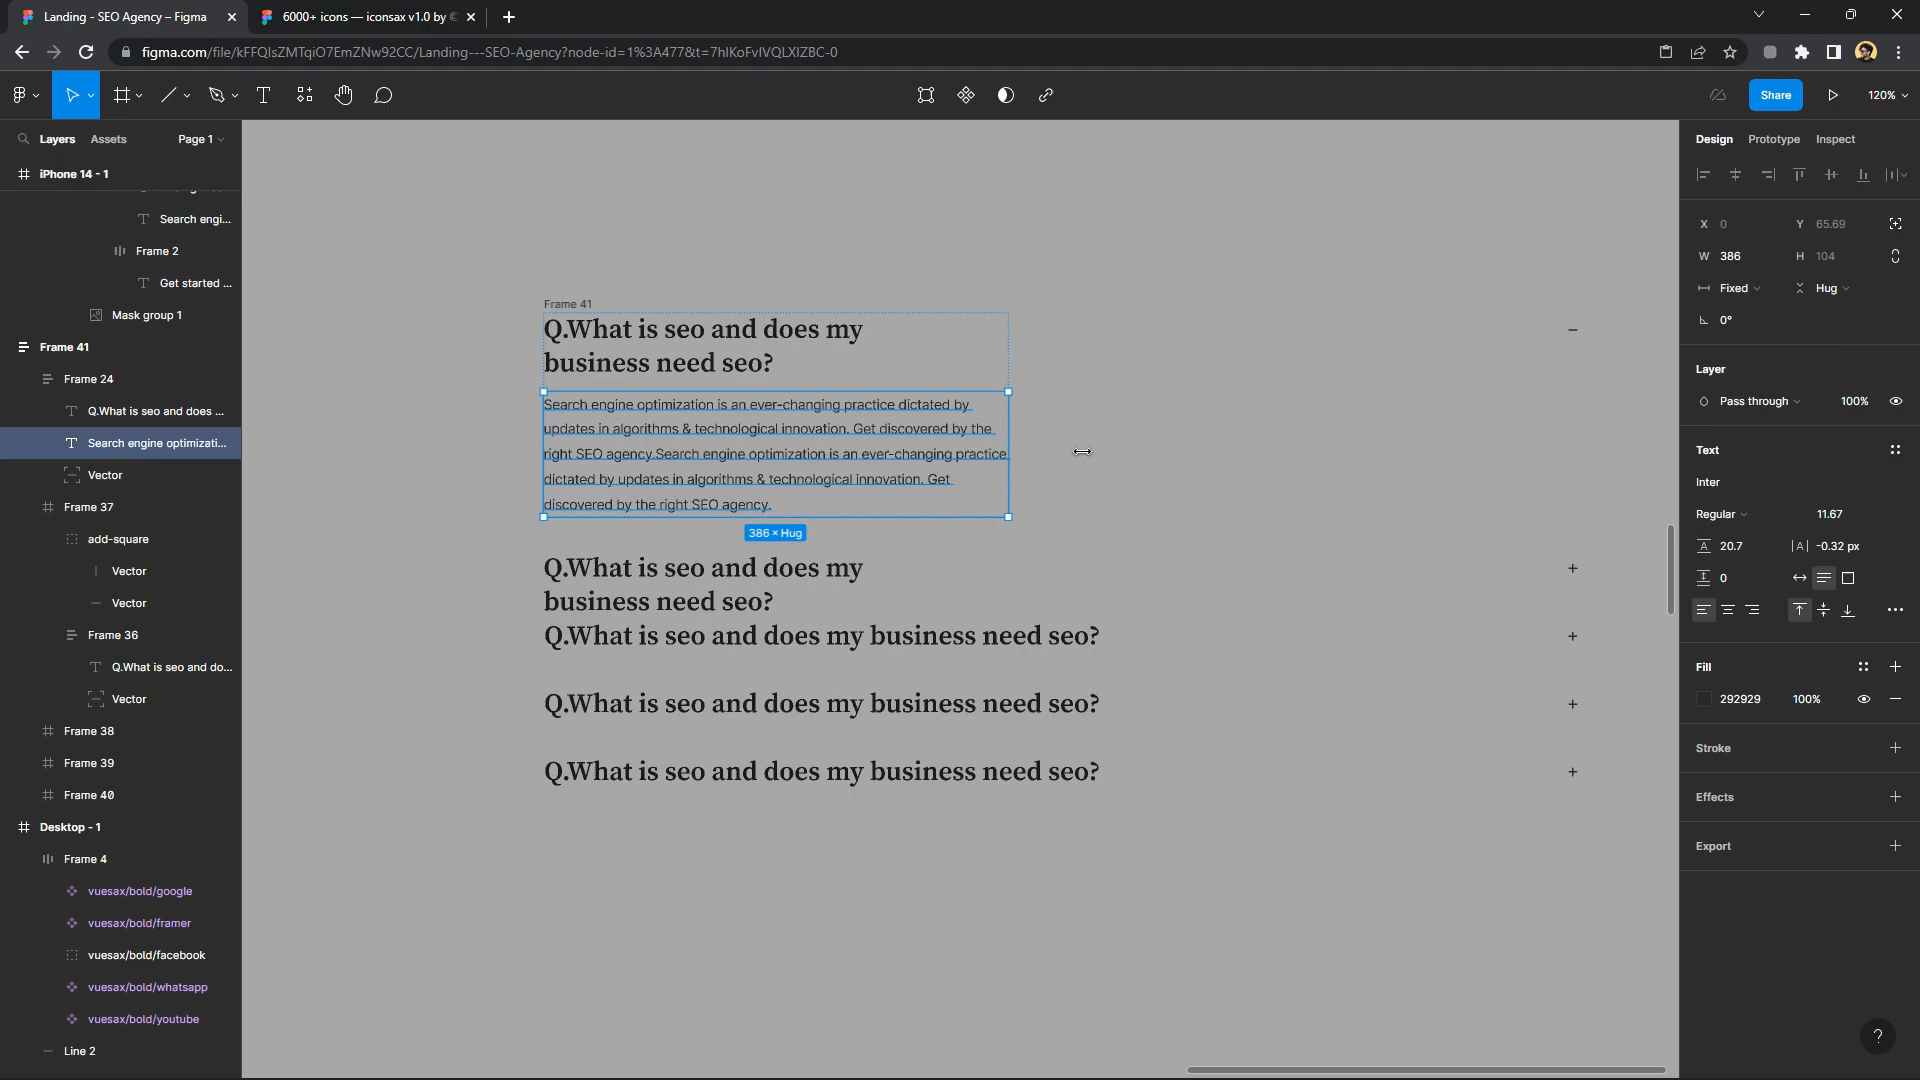 Landing - SEO Agency – Figma
6000+ icons — iconsax v1.0 by
figma.com/file/kFFQIsZMTqiO7EmZNw92CC/Landing---SEO-Agency?node-id=1%3A477&t=7hlKoFvIVQLXIZBC-0
Share
120%
Layers
Assets
Page 1
iPhone 14 - 1
Search engi...
Frame 2
Get started ...
Mask group 1
Frame 41
Frame 24
Q.What is seo and does ...
Search engine optimizati...
Vector
Frame 37
add-square
Vector
Vector
Frame 36
Q.What is seo and do...
Vector
Frame 38
Frame 39
Frame 40
Desktop - 1
Frame 4
vuesax/bold/google
vuesax/bold/framer
vuesax/bold/facebook
vuesax/bold/whatsapp
vuesax/bold/youtube
Line 2
Frame 41
Q.What is seo and does my
business need seo?
Search engine optimization is an ever-changing practice dictated by
updates in algorithms & technological innovation. Get discovered by the
right SEO agency.Search engine optimization is an ever-changing practice
dictated by updates in algorithms & technological innovation. Get
discovered by the right SEO agency.
386 × Hug
Q.What is seo and does my
business need seo?
Q.What is seo and does my business need seo?
Q.What is seo and does my business need seo?
Q.What is seo and does my business need seo?
Design
Prototype
Inspect
X 0
Y 65.69
W 386
H 104
Fixed
Hug
0°
Layer
Pass through
100%
Text
Inter
Regular
11.67
20.7
-0.32 px
0
Fill
292929
100%
Stroke
Effects
Export
?